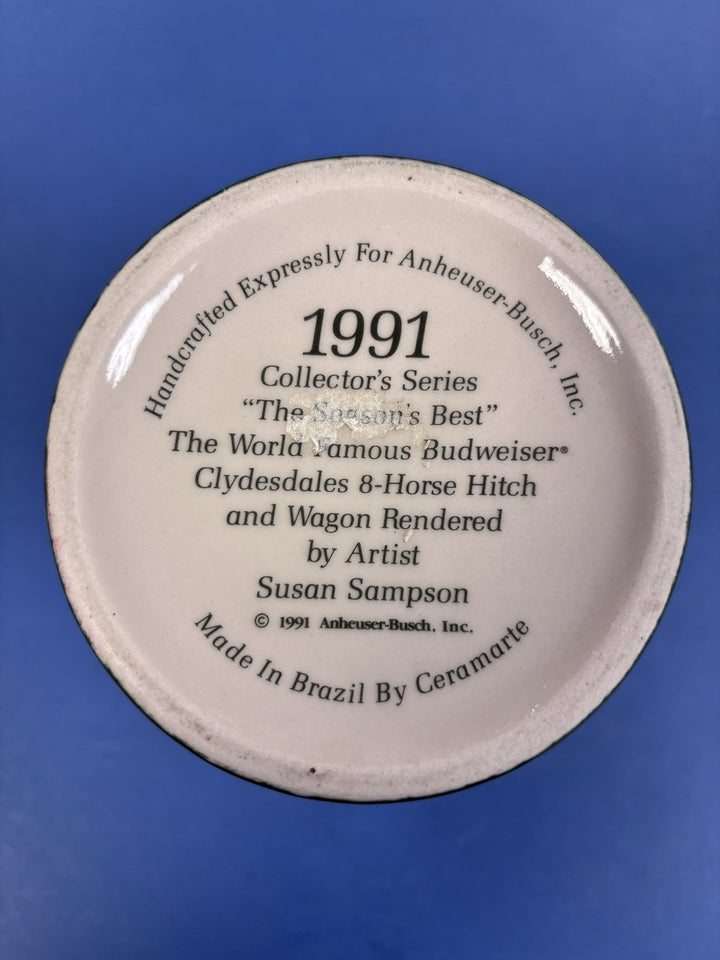 Handcrafted Expressly For Anheuser-Busch, Inc.
1991
Collector's Series
“The Season's Best”
The World Famous Budweiser®
Clydesdales 8-Horse Hitch
and Wagon Rendered
by Artist
Susan Sampson
© 1991 Anheuser-Busch, Inc.
Made In Brazil By Ceramarte